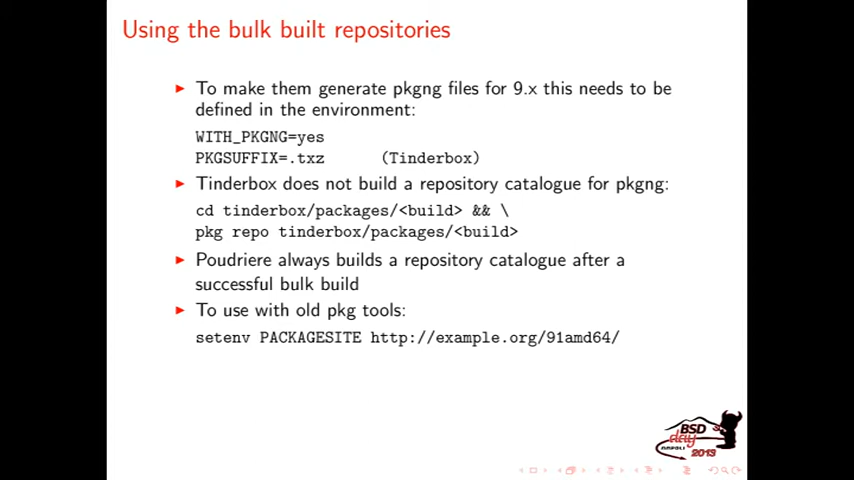 Using the bulk built repositories
To make them generate pkgng files for 9.x this needs to be
defined in the environment:
WITH_PKGNG=yes
PKGSUFFIX=.txz (Tinderbox)
Tinderbox does not build a repository catalogue for pkgng:
cd tinderbox/packages/<build> && \
pkg repo tinderbox/packages/<build>
Poudriere always builds a repository catalogue after a
successful bulk build
To use with old pkg tools:
setenv PACKAGESITE http://example.org/91amd64/
BSD
day
NAPOLI
2013